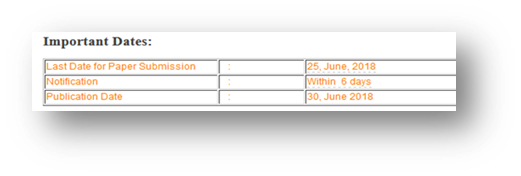 Important Dates:
Last Date for Paper Submission : 25, June, 2018
Notification : Within 6 days
Publication Date : 30, June 2018